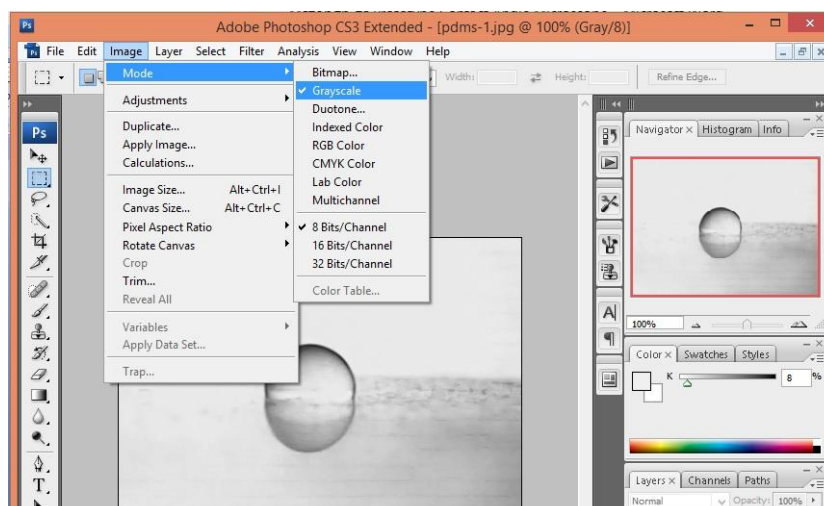 Adobe Photoshop CS3 Extended - [pdms-1.jpg @ 100% (Gray/8)]
Ps File Edit Image Layer Select Filter Analysis View Window Help
Mode
Adjustments
Duplicate...
Apply Image...
Calculations...
Image Size... Alt+Ctrl+I
Canvas Size... Alt+Ctrl+C
Pixel Aspect Ratio
Rotate Canvas
Crop
Trim...
Reveal All
Variables
Apply Data Set...
Trap...
Bitmap...
Grayscale
Duotone...
Indexed Color
RGB Color
CMYK Color
Lab Color
Multichannel
8 Bits/Channel
16 Bits/Channel
32 Bits/Channel
Color Table...
Width: Height: Refine Edge...
Ps
T
Navigator Histogram Info
100%
Color Swatches Styles
K 8 %
Layers Channels Paths
Normal Opacity: 100%